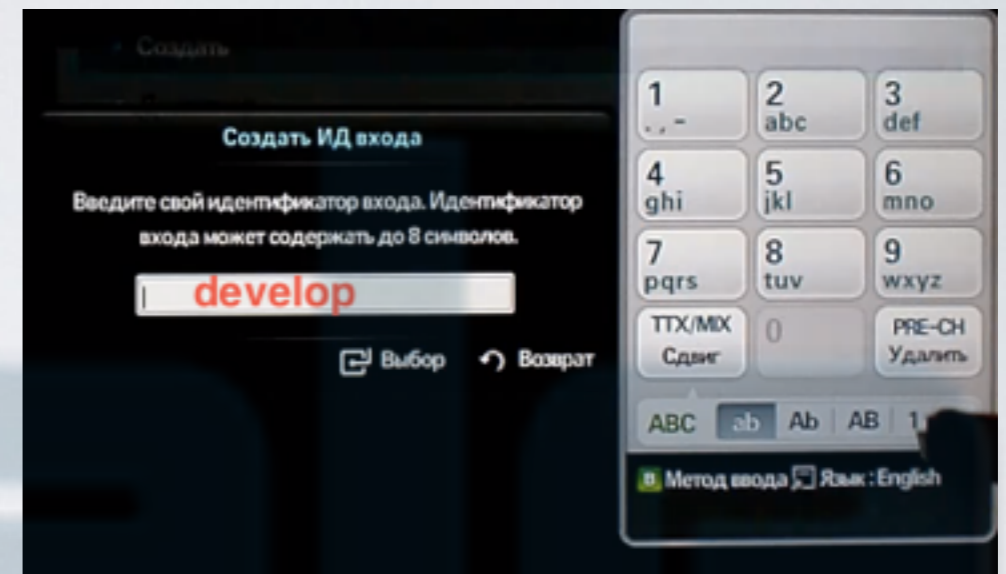 Создать
Создать ИД входа
Введите свой идентификатор входа. Идентификатор
входа может содержать до 8 символов.
develop
Выбор Возврат
1 2 3
. , - abc def
4 5 6
ghi jkl mno
7 8 9
pqrs tuv wxyz
TTX/MIX 0 PRE-CH
Сдвиг Удалить
ABC ab Ab AB 1
B Метод ввода Язык : English